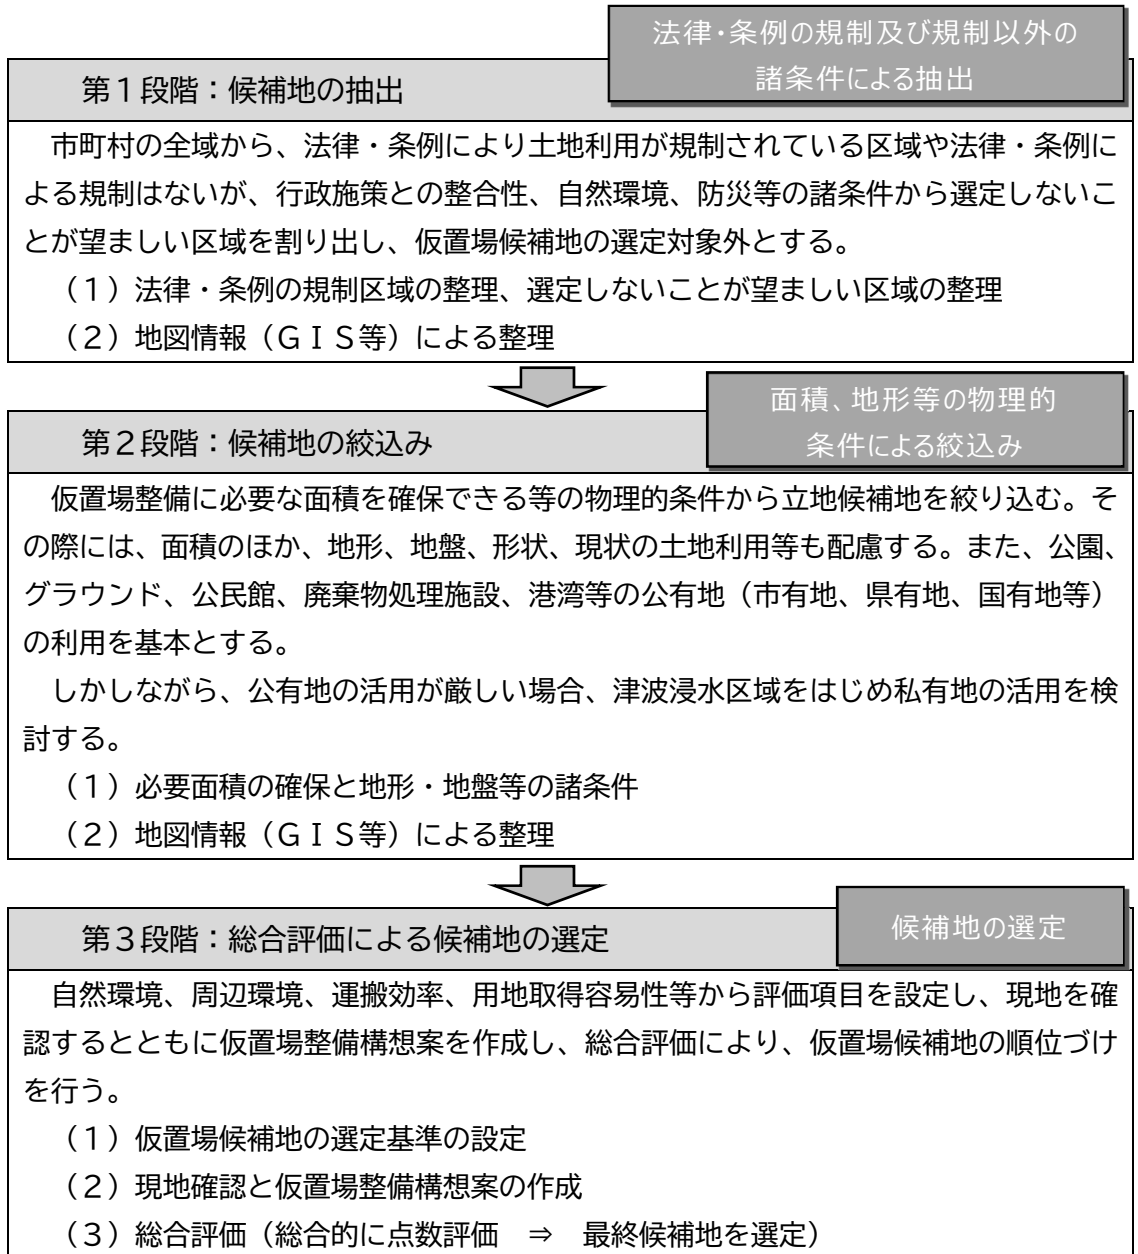 法律・条例の規制及び規制以外の
諸条件による抽出
第１段階：候補地の抽出
市町村の全域から、法律・条例により土地利用が規制されている区域や法律・条例に
よる規制はないが、行政施策との整合性、自然環境、防災等の諸条件から選定しないこ
とが望ましい区域を割り出し、仮置場候補地の選定対象外とする。
（１）法律・条例の規制区域の整理、選定しないことが望ましい区域の整理
（２）地図情報（ＧＩＳ等）による整理
面積、地形等の物理的
条件による絞込み
第２段階：候補地の絞込み
仮置場整備に必要な面積を確保できる等の物理的条件から立地候補地を絞り込む。そ
の際には、面積のほか、地形、地盤、形状、現状の土地利用等も配慮する。また、公園、
グラウンド、公民館、廃棄物処理施設、港湾等の公有地（市有地、県有地、国有地等）
の利用を基本とする。
しかしながら、公有地の活用が厳しい場合、津波浸水区域をはじめ私有地の活用を検
討する。
（１）必要面積の確保と地形・地盤等の諸条件
（２）地図情報（ＧＩＳ等）による整理
候補地の選定
第３段階：総合評価による候補地の選定
自然環境、周辺環境、運搬効率、用地取得容易性等から評価項目を設定し、現地を確
認するとともに仮置場整備構想案を作成し、総合評価により、仮置場候補地の順位づけ
を行う。
（１）仮置場候補地の選定基準の設定
（２）現地確認と仮置場整備構想案の作成
（３）総合評価（総合的に点数評価　⇒　最終候補地を選定）